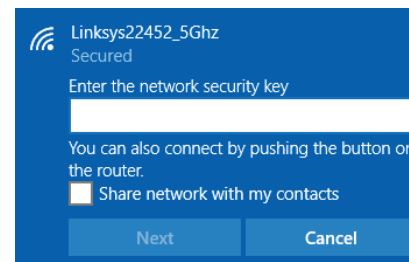 Linksys22452_5Ghz
Secured
Enter the network security key
You can also connect by pushing the button on
the router.
Share network with my contacts
Next
Cancel